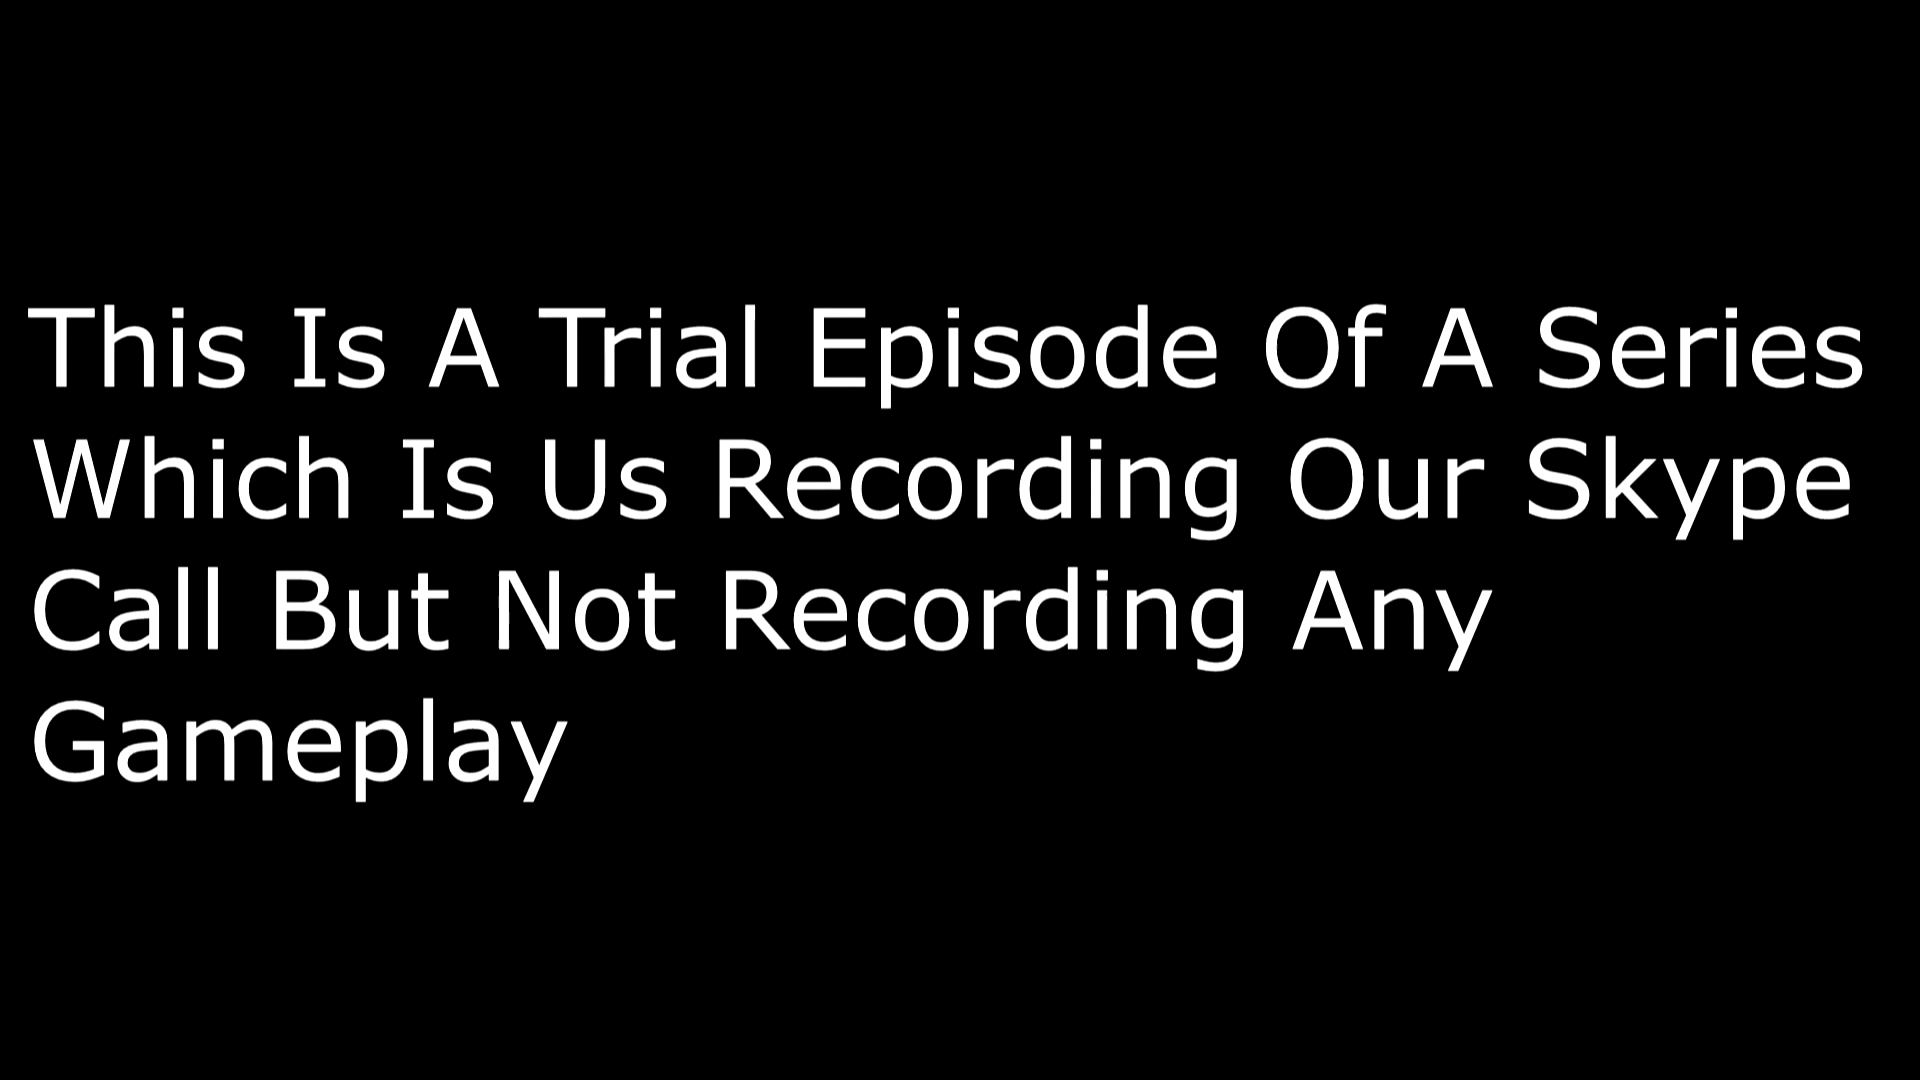 This Is A Trial Episode Of A Series
Which Is Us Recording Our Skype
Call But Not Recording Any
Gameplay